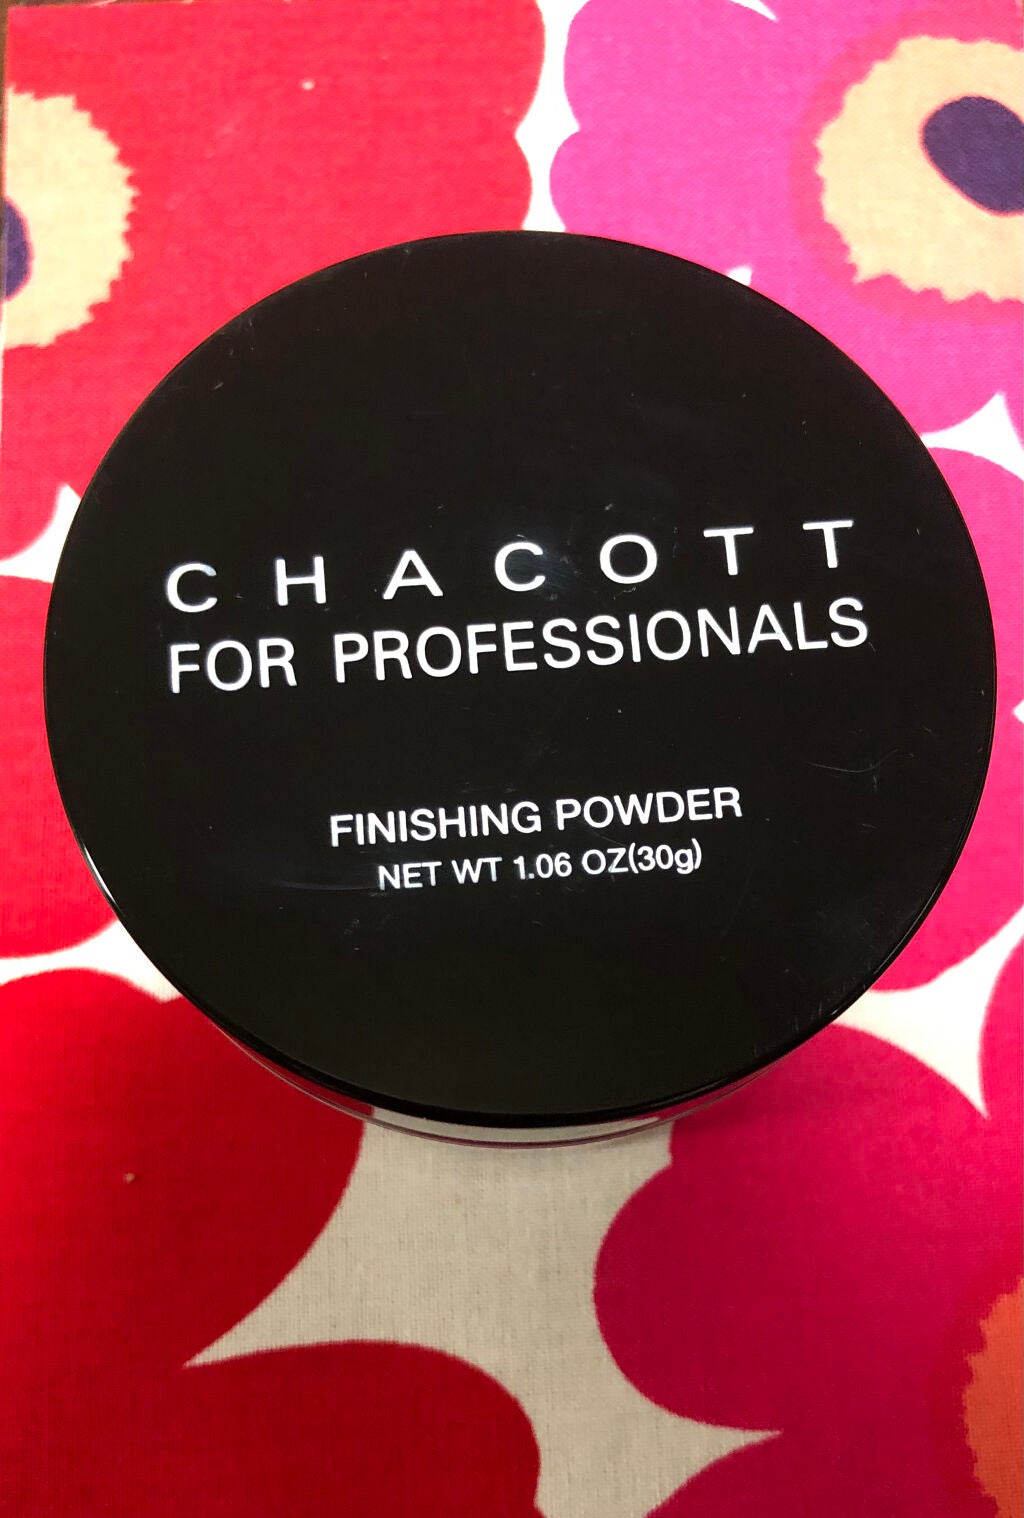 CHACOTT
FOR PROFESSIONALS
FINISHING POWDER
NET WT 1.06 OZ(30g)